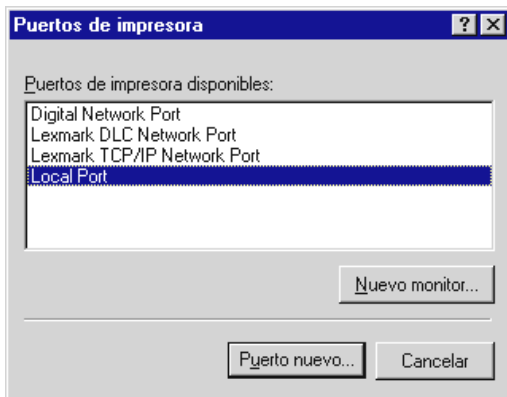 Puertos de impresora
Puertos de impresora disponibles:
Digital Network Port
Lexmark DLC Network Port
Lexmark TCP/IP Network Port
Local Port
Nuevo monitor...
Puerto nuevo...
Cancelar